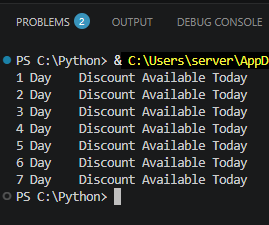 PROBLEMS 2 OUTPUT DEBUG CONSOLE
PS C:\Python> & C:\Users\server\AppD
1 Day Discount Available Today
2 Day Discount Available Today
3 Day Discount Available Today
4 Day Discount Available Today
5 Day Discount Available Today
6 Day Discount Available Today
7 Day Discount Available Today
PS C:\Python>